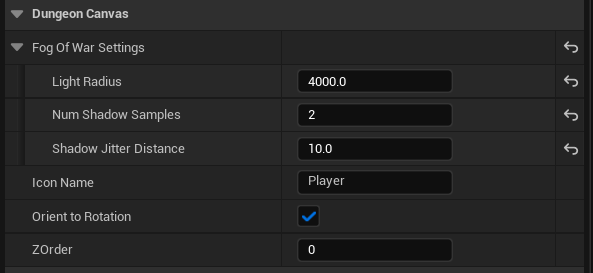 Dungeon Canvas
Fog Of War Settings
Light Radius 4000.0
Num Shadow Samples 2
Shadow Jitter Distance 10.0
Icon Name Player
Orient to Rotation
ZOrder 0